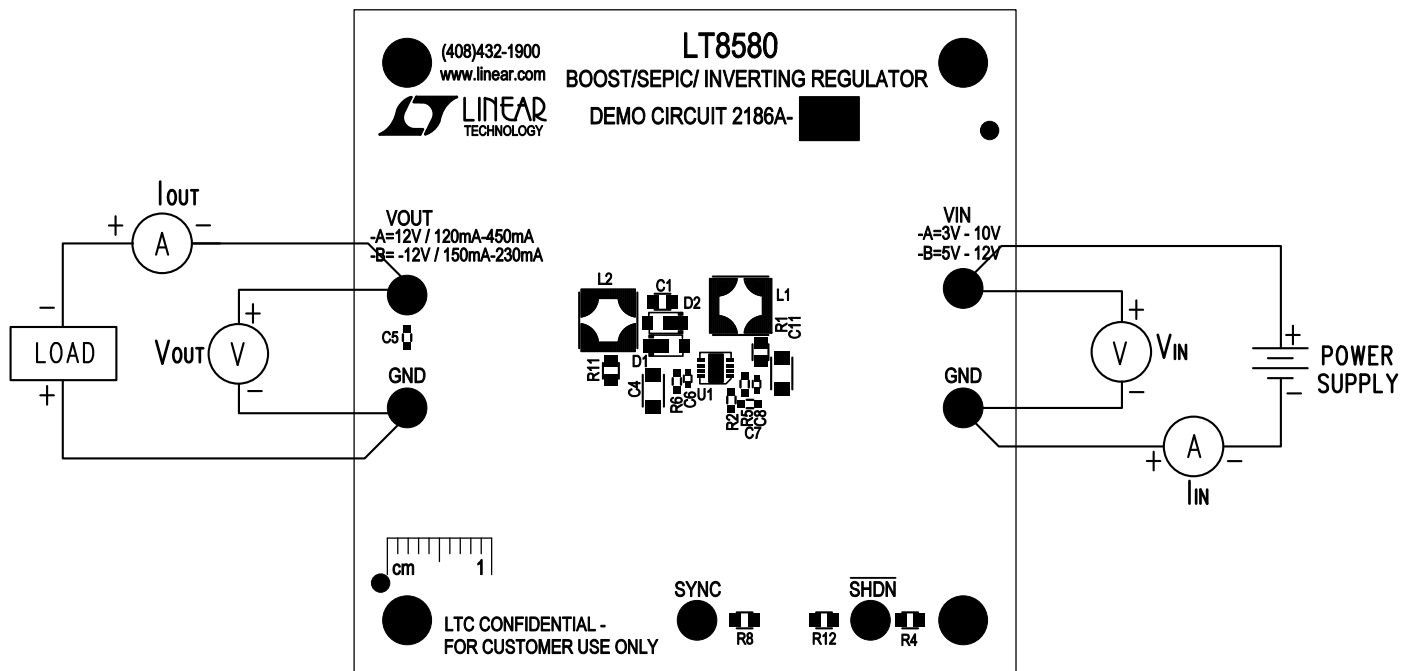 (408)432-1900
www.linear.com
LINEAR
TECHNOLOGY
LT8580
BOOST/SEPIC/ INVERTING REGULATOR
DEMO CIRCUIT 2186A-
IOUT
+ A -
VOUT
-A=12V / 120mA-450mA
-B= -12V / 150mA-230mA
VIN
-A=3V - 10V
-B=5V - 12V
-
LOAD
+
VOUT
+
V
-
C5
GND
L2
C1
D2
L1
R1
C11
D1
R11
C4
R6
C6
U1
R2
R5
C8
C7
GND
+
V
-
VIN
+
-
POWER
SUPPLY
+ A -
IIN
cm 1
LTC CONFIDENTIAL -
FOR CUSTOMER USE ONLY
SYNC
R8
R12
SHDN
R4